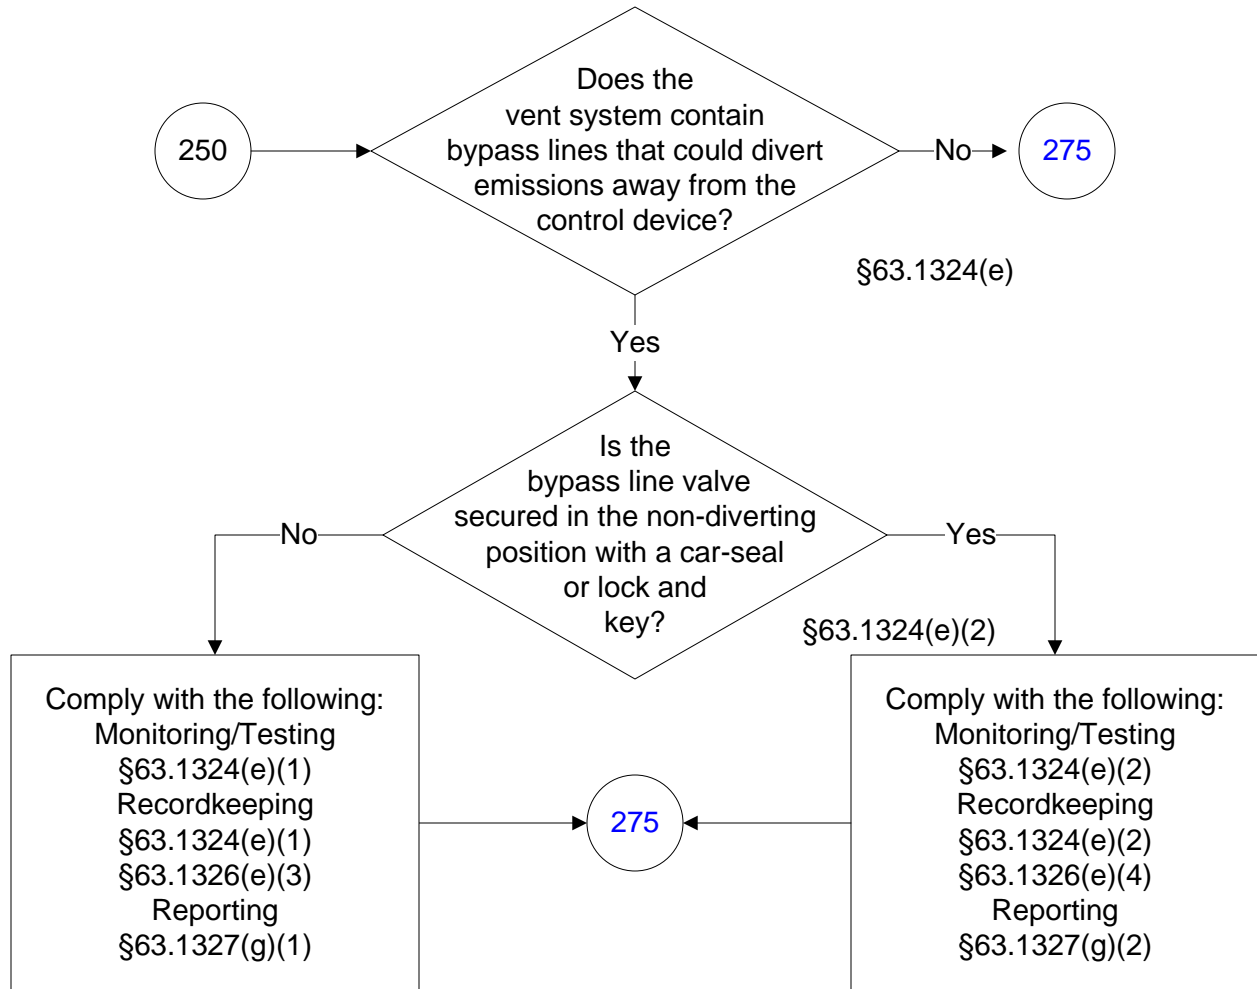 250
Does the
vent system contain
bypass lines that could divert
emissions away from the
control device?
No
275
§63.1324(e)
Yes
Is the
bypass line valve
secured in the non-diverting
position with a car-seal
or lock and
key?
No
Yes
§63.1324(e)(2)
Comply with the following:
Monitoring/Testing
§63.1324(e)(1)
Recordkeeping
§63.1324(e)(1)
§63.1326(e)(3)
Reporting
§63.1327(g)(1)
275
Comply with the following:
Monitoring/Testing
§63.1324(e)(2)
Recordkeeping
§63.1324(e)(2)
§63.1326(e)(4)
Reporting
§63.1327(g)(2)